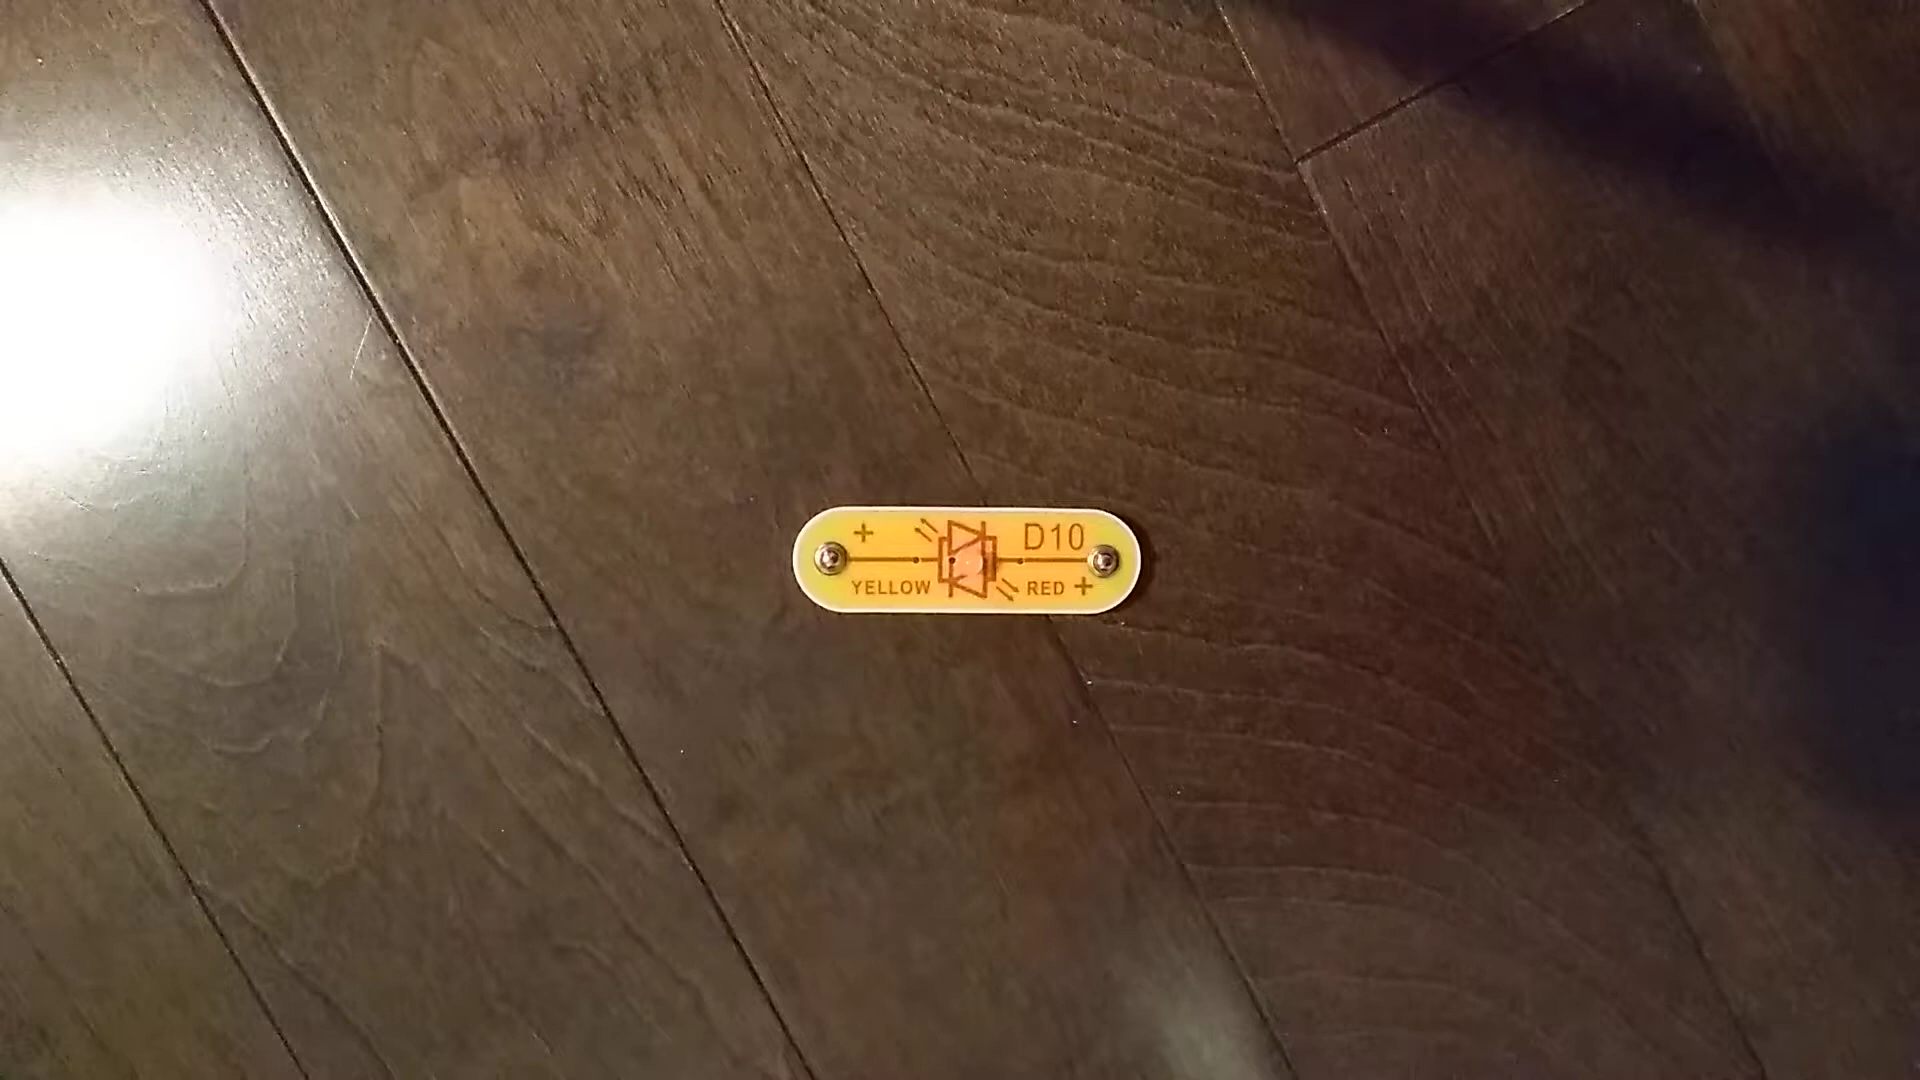 + D10
YELLOW RED +